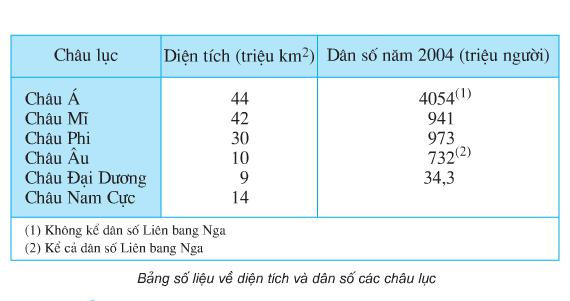 Châu lục Diện tích (triệu km²) Dân số năm 2004 (triệu người)
Châu Á 44 4054(1)
Châu Mĩ 42 941
Châu Phi 30 973
Châu Âu 10 732(2)
Châu Đại Dương 9 34,3
Châu Nam Cực 14
(1) Không kể dân số Liên bang Nga
(2) Kể cả dân số Liên bang Nga
Bảng số liệu về diện tích và dân số các châu lục